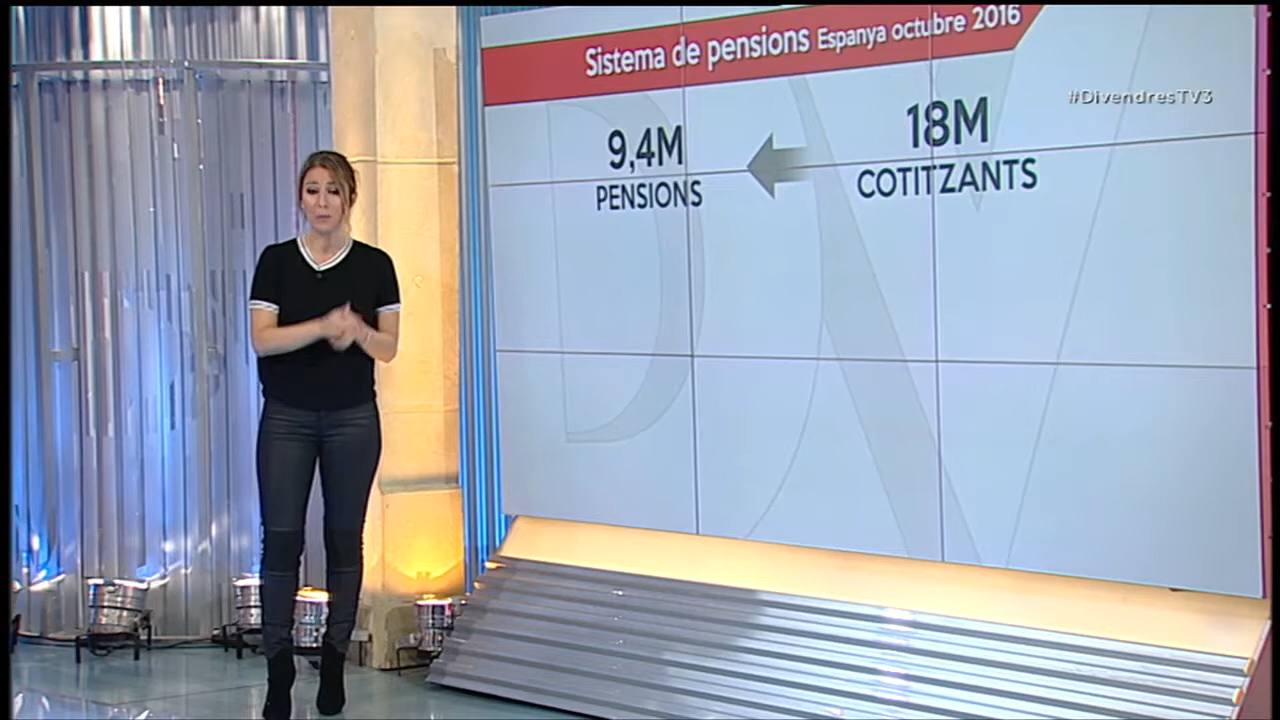 Sistema de pensions Espanya octubre 2016
#DivendresTV3
9,4M
PENSIONS
18M
COTITZANTS